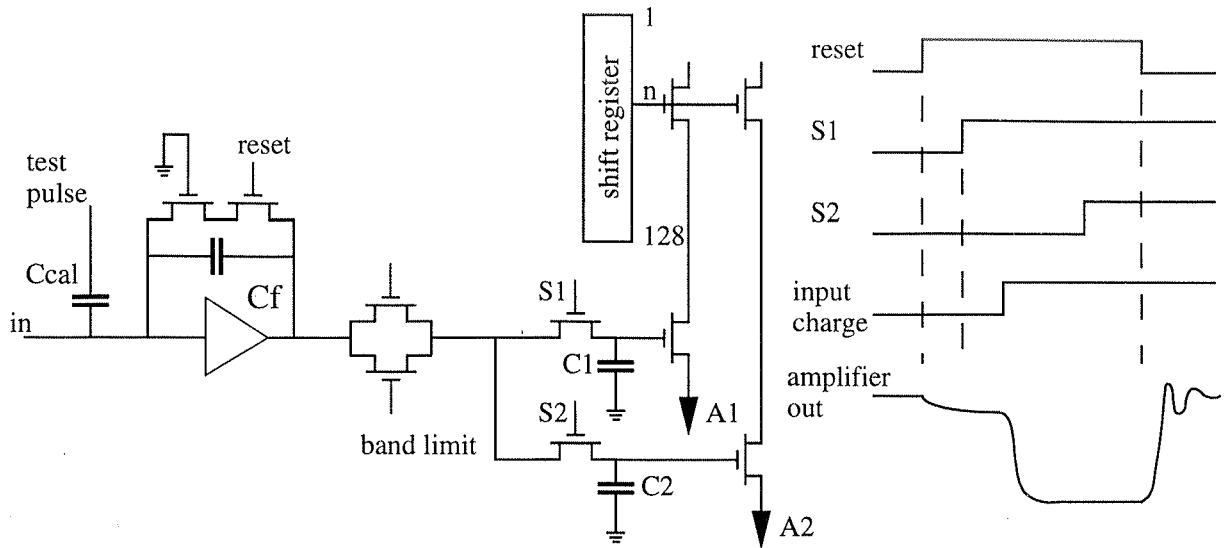 1
n
128
shift register
reset
test
pulse
Ccal
Cf
in
band limit
S1
C1
A1
S2
C2
A2
reset
S1
S2
input
charge
amplifier
out